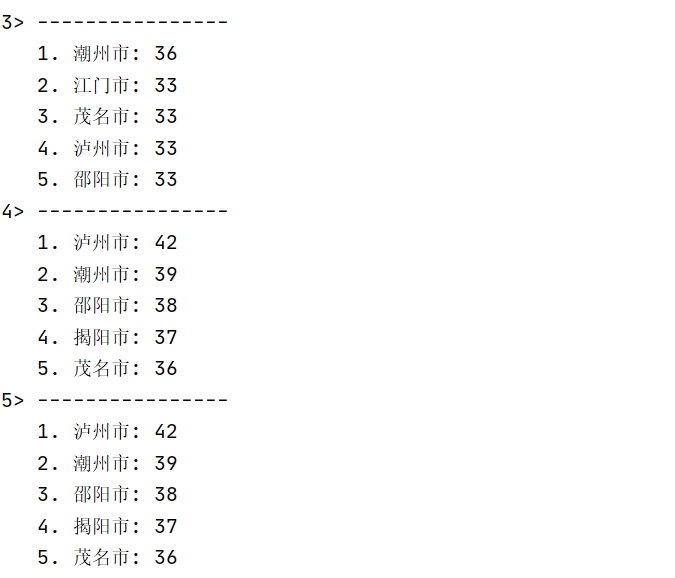 3> ----------------
1. 潮州市: 36
2. 江门市: 33
3. 茂名市: 33
4. 泸州市: 33
5. 邵阳市: 33
4> ----------------
1. 泸州市: 42
2. 潮州市: 39
3. 邵阳市: 38
4. 揭阳市: 37
5. 茂名市: 36
5> ----------------
1. 泸州市: 42
2. 潮州市: 39
3. 邵阳市: 38
4. 揭阳市: 37
5. 茂名市: 36